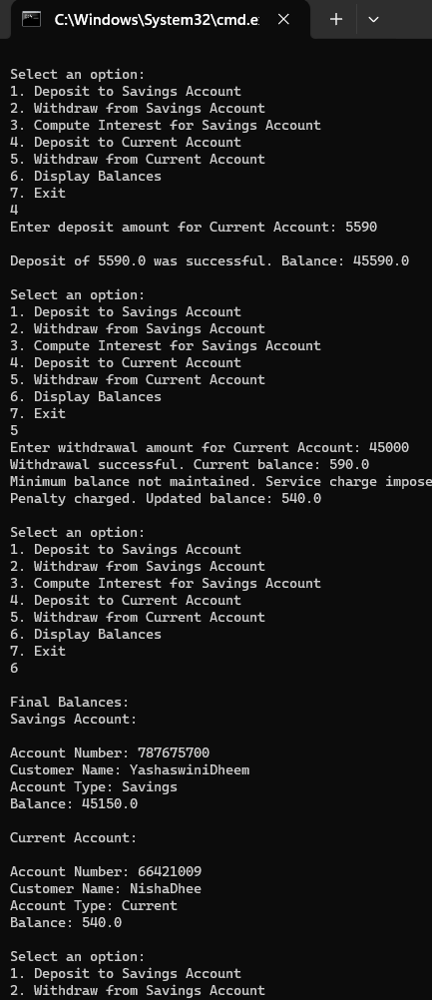 C:\Windows\System32\cmd.e
Select an option:
1. Deposit to Savings Account
2. Withdraw from Savings Account
3. Compute Interest for Savings Account
4. Deposit to Current Account
5. Withdraw from Current Account
6. Display Balances
7. Exit
4
Enter deposit amount for Current Account: 5590
Deposit of 5590.0 was successful. Balance: 45590.0
Select an option:
1. Deposit to Savings Account
2. Withdraw from Savings Account
3. Compute Interest for Savings Account
4. Deposit to Current Account
5. Withdraw from Current Account
6. Display Balances
7. Exit
5
Enter withdrawal amount for Current Account: 45000
Withdrawal successful. Current balance: 590.0
Minimum balance not maintained. Service charge impose
Penalty charged. Updated balance: 540.0
Select an option:
1. Deposit to Savings Account
2. Withdraw from Savings Account
3. Compute Interest for Savings Account
4. Deposit to Current Account
5. Withdraw from Current Account
6. Display Balances
7. Exit
6
Final Balances:
Savings Account:
Account Number: 787675700
Customer Name: YashaswiniDheem
Account Type: Savings
Balance: 45150.0
Current Account:
Account Number: 66421009
Customer Name: NishaDhee
Account Type: Current
Balance: 540.0
Select an option:
1. Deposit to Savings Account
2. Withdraw from Savings Account